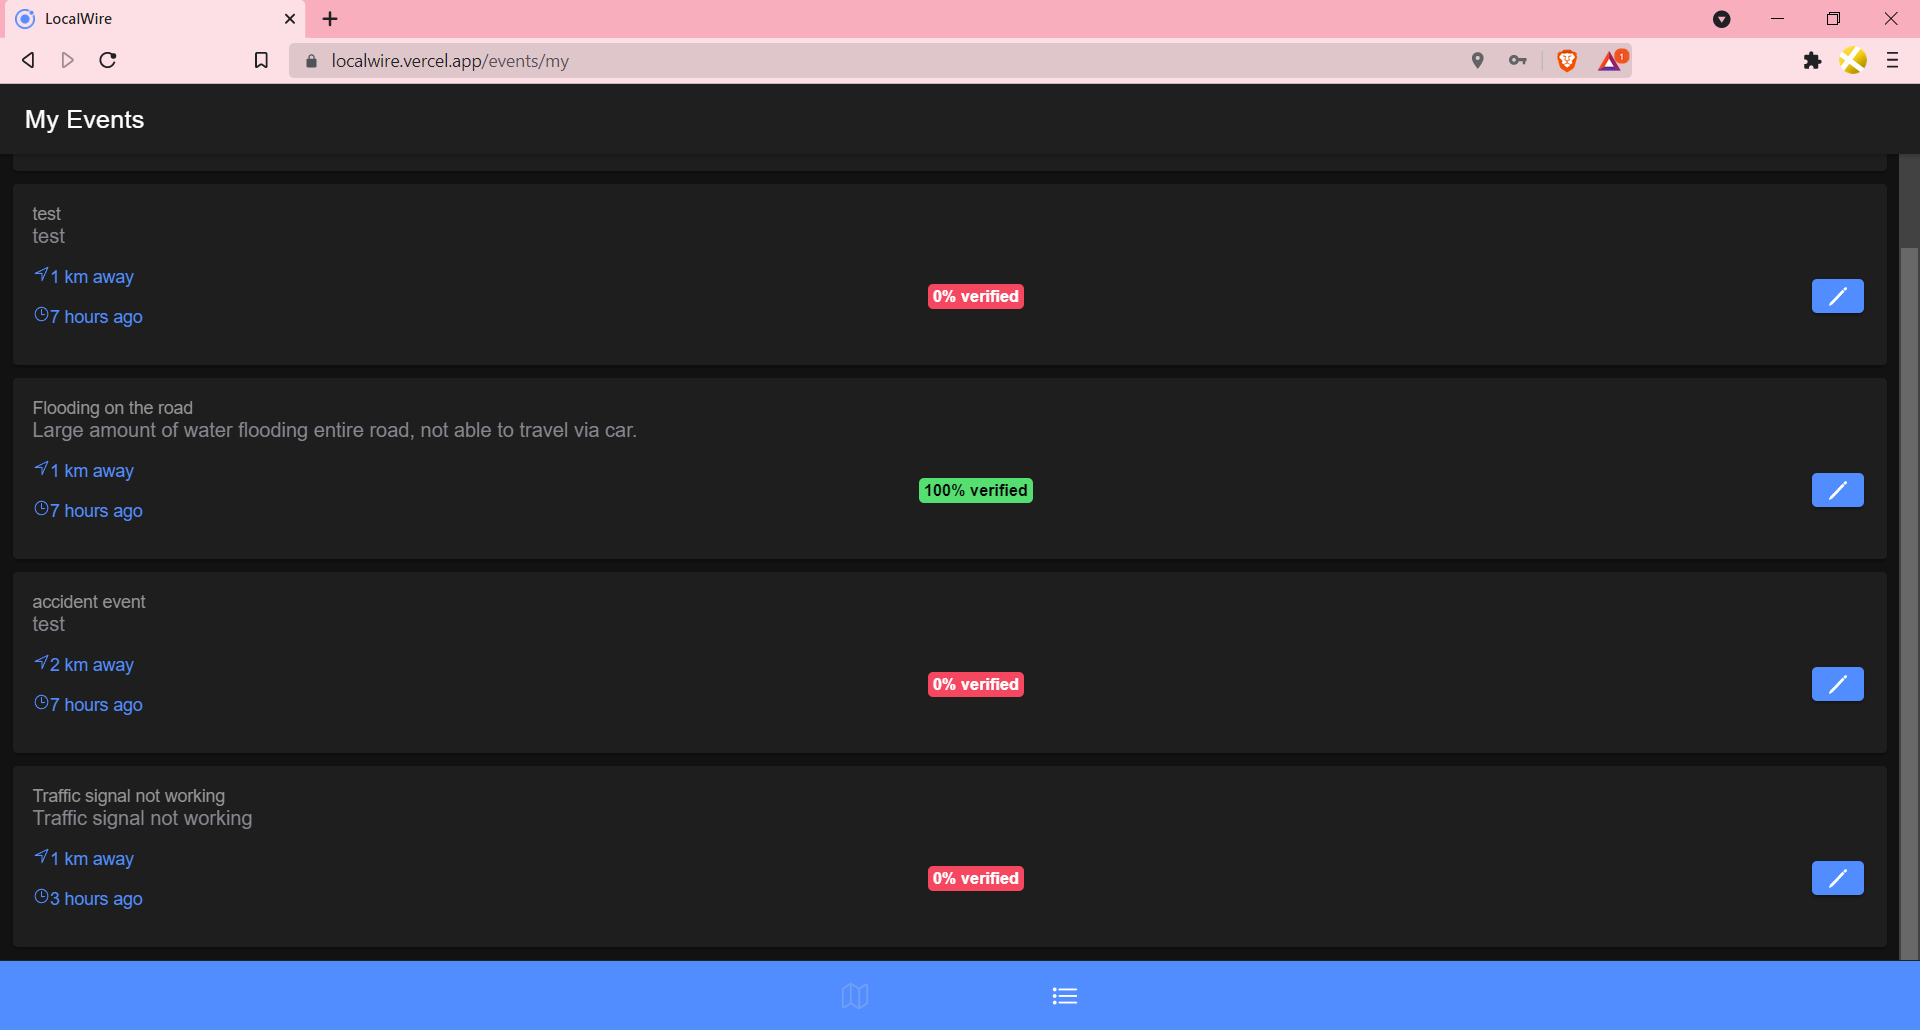 LocalWire
localwire.vercel.app/events/my
1
My Events
test
test
1 km away
0% verified
7 hours ago
Flooding on the road
Large amount of water flooding entire road, not able to travel via car.
1 km away
100% verified
7 hours ago
accident event
test
2 km away
0% verified
7 hours ago
Traffic signal not working
Traffic signal not working
1 km away
0% verified
3 hours ago